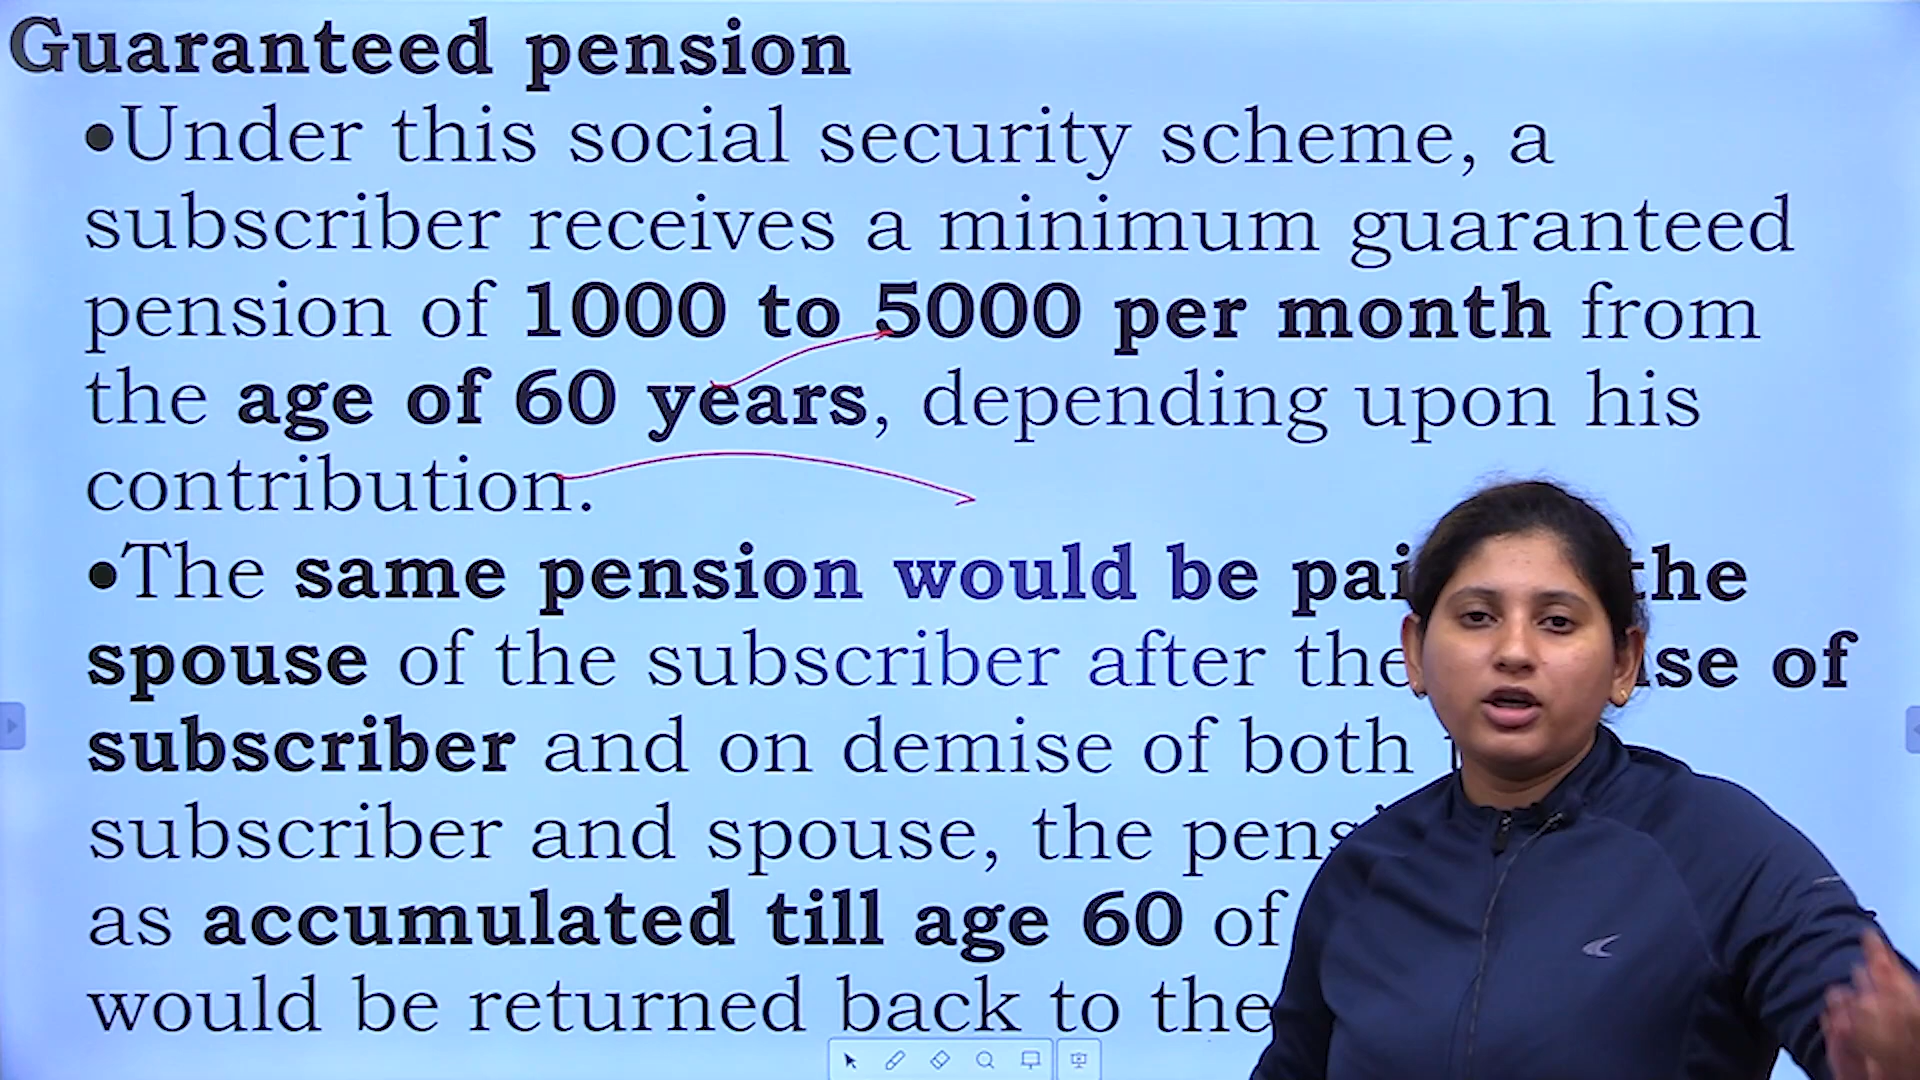 Guaranteed pension
•Under this social security scheme, a
subscriber receives a minimum guaranteed
pension of 1000 to 5000 per month from
the age of 60 years, depending upon his
contribution.
•The same pension would be the
spouse of the subscriber after the of
subscriber and on demise of both
subscriber and spouse, the
as accumulated till age 60 of
would be returned back to the